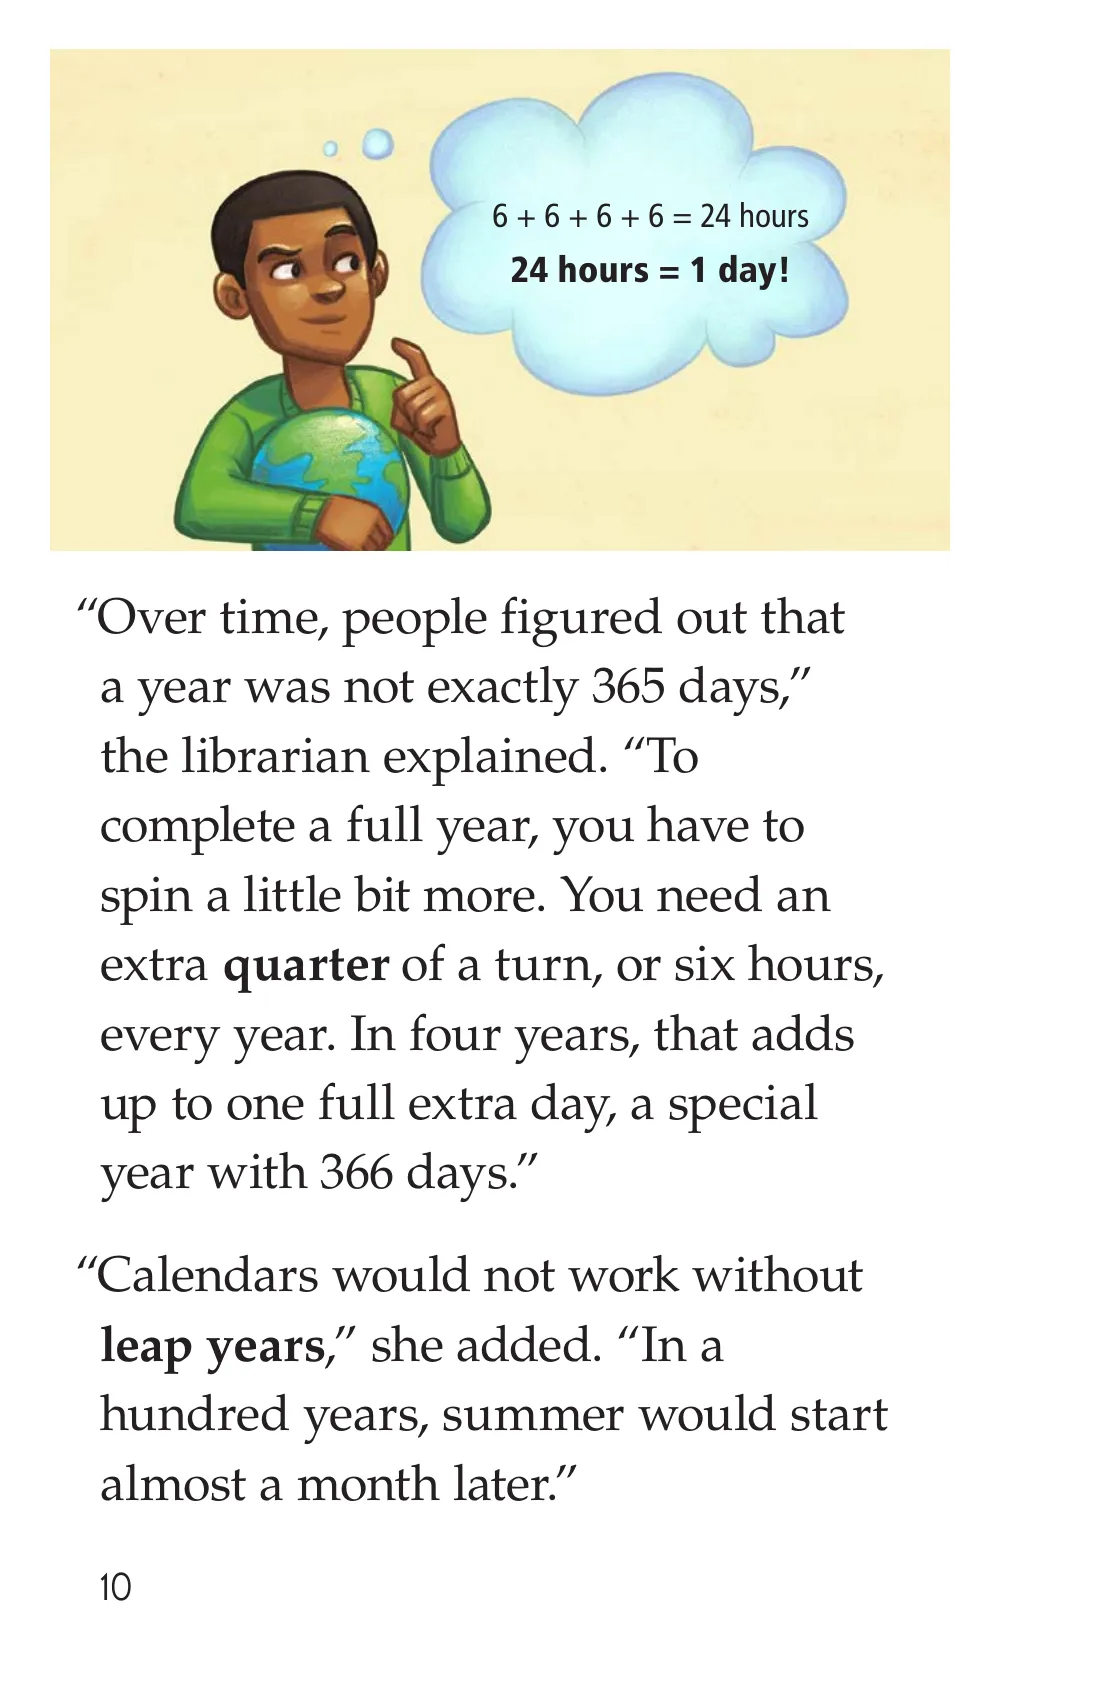 6 + 6 + 6 + 6 = 24 hours
24 hours = 1 day!
“Over time, people figured out that
a year was not exactly 365 days,”
the librarian explained. “To
complete a full year, you have to
spin a little bit more. You need an
extra quarter of a turn, or six hours,
every year. In four years, that adds
up to one full extra day, a special
year with 366 days.”
“Calendars would not work without
leap years,” she added. “In a
hundred years, summer would start
almost a month later.”
10